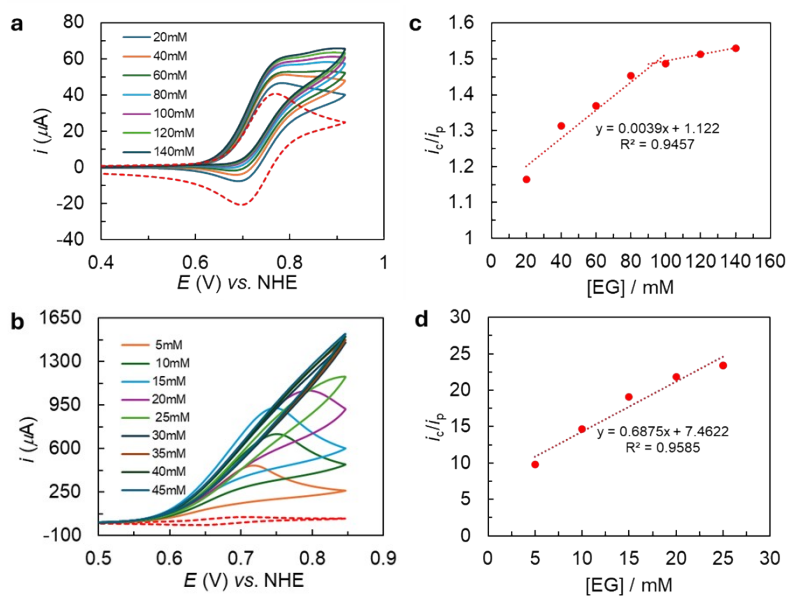 a
80
60
40
20
0
-20
-40
i (µA)
20mM
40mM
60mM
80mM
100mM
120mM
140mM
0.4
0.6
0.8
1
E (V) vs. NHE
c
1.6
1.5
1.4
1.3
1.2
1.1
1
ic/ip
y = 0.0039x + 1.122
R² = 0.9457
0 20 40 60 80 100 120 140 160
[EG] / mM
b
1650
1300
950
600
250
-100
i (µA)
5mM
10mM
15mM
20mM
25mM
30mM
35mM
40mM
45mM
0.5
0.6
0.7
0.8
0.9
E (V) vs. NHE
d
30
25
20
15
10
5
0
ic/ip
y = 0.6875x + 7.4622
R² = 0.9585
0 5 10 15 20 25 30
[EG] / mM